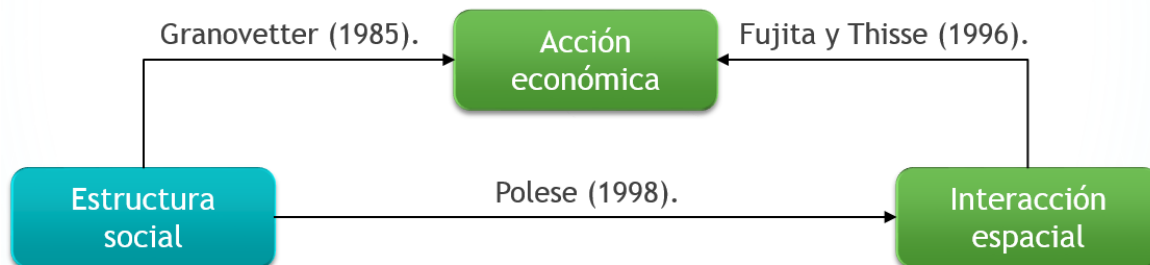 Granovetter (1985).
Acción
económica
Fujita y Thisse (1996).
Estructura
social
Polese (1998).
Interacción
espacial